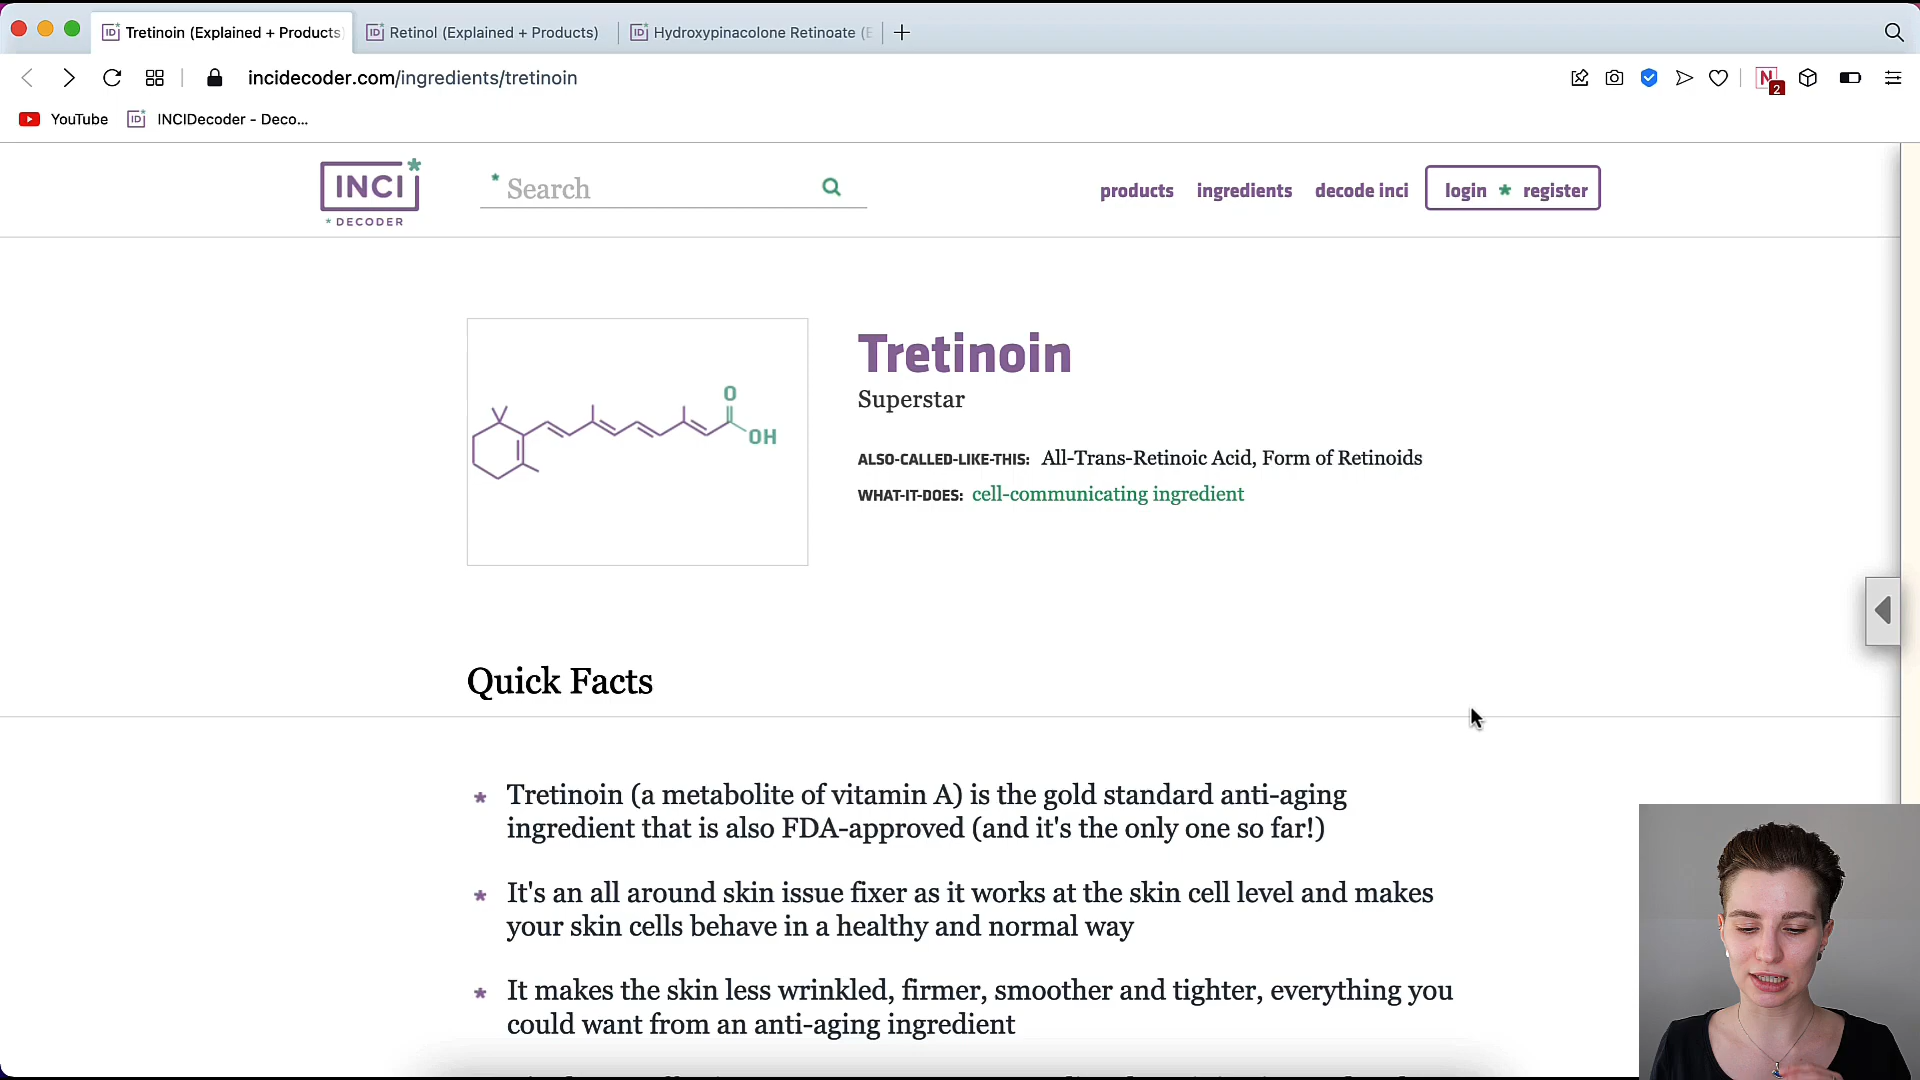 Tretinoin (Explained + Products)
Retinol (Explained + Products)
Hydroxypinacolone Retinoate (E
incidecoder.com/ingredients/tretinoin
N
2
YouTube
INCIDecoder - Deco...
INCI
* DECODER
* Search
products
ingredients
decode inci
login * register
O
OH
Tretinoin
Superstar
ALSO-CALLED-LIKE-THIS: All-Trans-Retinoic Acid, Form of Retinoids
WHAT-IT-DOES: cell-communicating ingredient
Quick Facts
* Tretinoin (a metabolite of vitamin A) is the gold standard anti-aging
ingredient that is also FDA-approved (and it's the only one so far!)
* It's an all around skin issue fixer as it works at the skin cell level and makes
your skin cells behave in a healthy and normal way
* It makes the skin less wrinkled, firmer, smoother and tighter, everything you
could want from an anti-aging ingredient